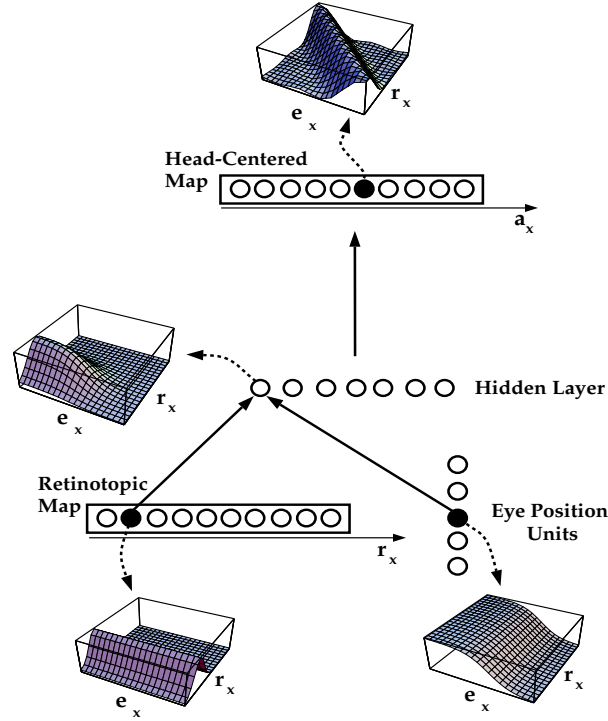 r x
e x
Head-Centered
Map
a x
r x
e x
Hidden Layer
Retinotopic
Map
r x
Eye Position
Units
r x
e x
r x
e x